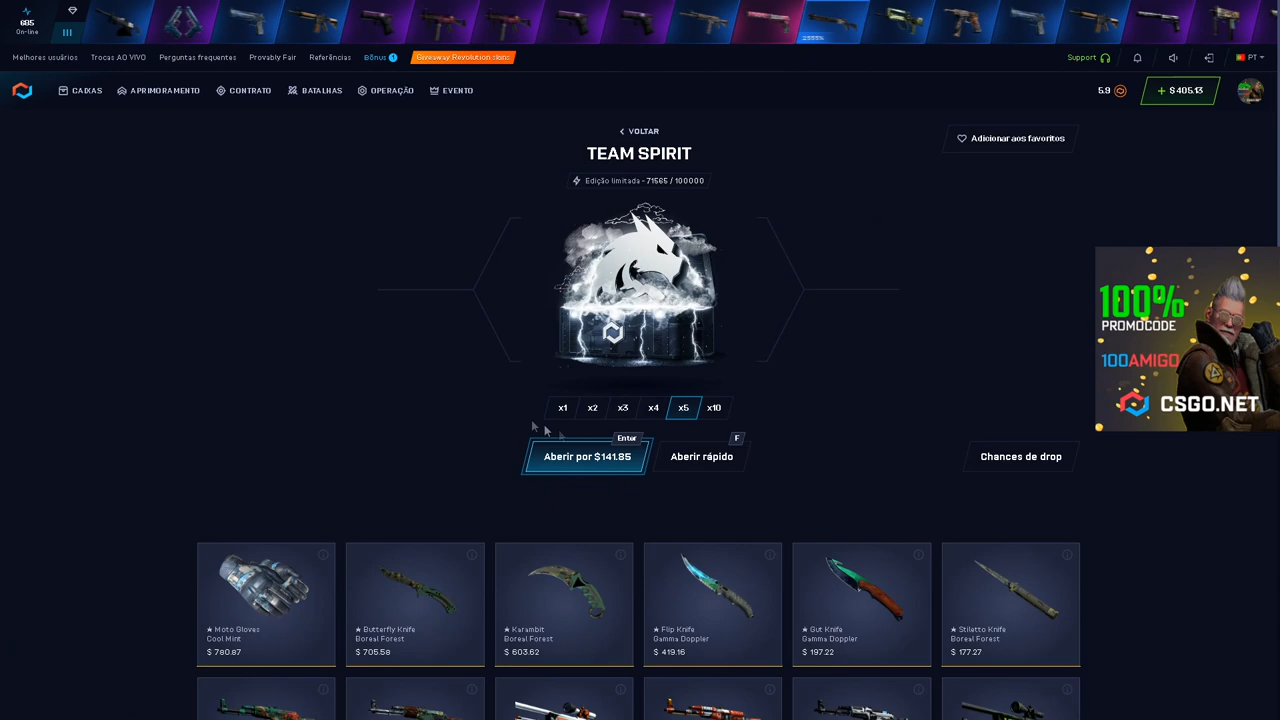 685
On-line
Melhores usuários
Trocas AO VIVO
Perguntas frequentes
Provably Fair
Referências
Bônus
Giveaway Revolution skins
Support
PT
CAIXAS
APRIMORAMENTO
CONTRATO
BATALHAS
OPERAÇÃO
EVENTO
5.9
+ $ 405.13
VOLTAR
TEAM SPIRIT
Adicionar aos favoritos
Edição limitada - 71565 / 100000
100%
PROMOCODE
100AMIGO
CSGO.NET
x1 x2 x3 x4 x5 x10
Enter
F
Aberir por $141.85
Aberir rápido
Chances de drop
★ Moto Gloves
Cool Mint
$ 780.87
★ Butterfly Knife
Boreal Forest
$ 705.58
★ Karambit
Boreal Forest
$ 603.62
★ Flip Knife
Gamma Doppler
$ 419.16
★ Gut Knife
Gamma Doppler
$ 197.22
★ Stiletto Knife
Boreal Forest
$ 177.27